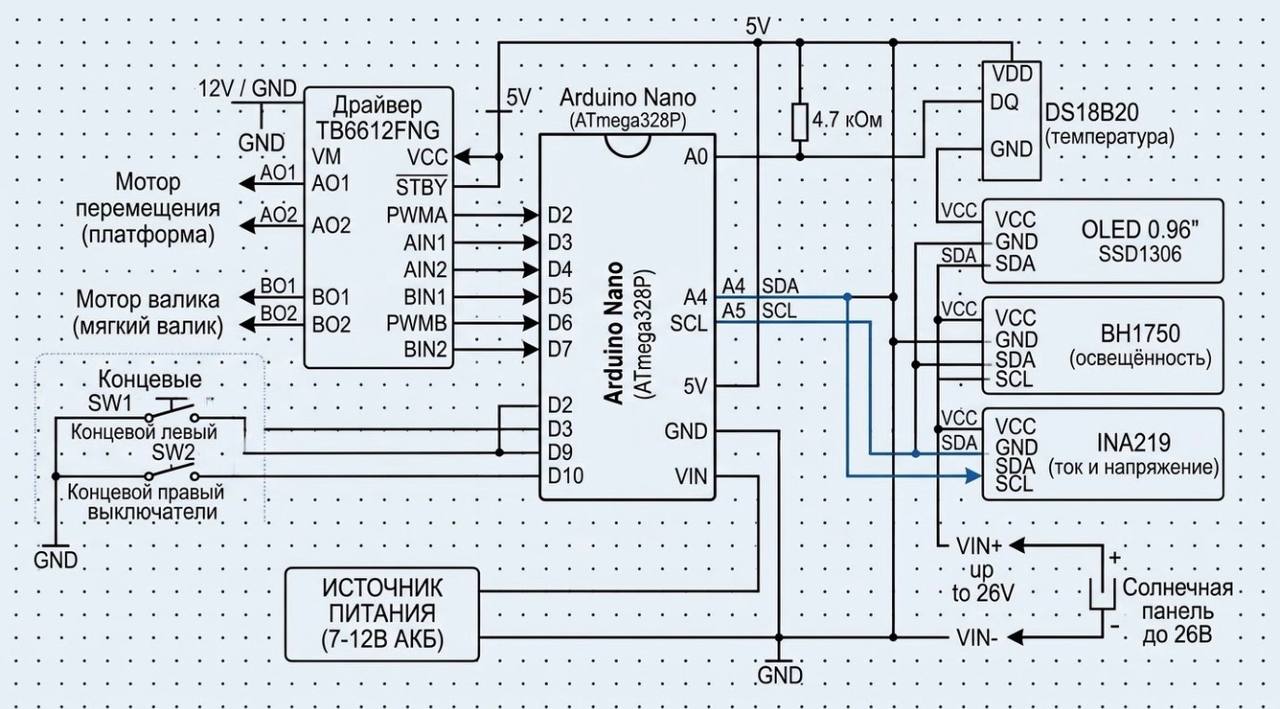 5V
12V / GND
GND
Драйвер
TB6612FNG
VM
AO1
AO2
BO1
BO2
VCC
STBY
PWMA
AIN1
AIN2
BIN1
PWMB
BIN2
5V
AO1
AO2
BO1
BO2
Мотор
перемещения
(платформа)
Мотор валика
(мягкий валик)
Концевые
SW1
Концевой левый
SW2
Концевой правый
выключатели
GND
Arduino Nano
(ATmega328P)
D2
D3
D4
D5
D6
D7
D2
D3
D9
D10
Arduino Nano
(ATmega328P)
A0
A4
SCL
5V
GND
VIN
A4 SDA
A5 SCL
4.7 кОм
VDD
DQ
GND
DS18B20
(температура)
VCC
VCC
GND
SDA
SDA
OLED 0.96"
SSD1306
VCC
VCC
GND
SDA
SCL
BH1750
(освещённость)
VCC
SDA
VCC
GND
SDA
SCL
INA219
(ток и напряжение)
VIN+
up
to 26V
VIN-
+
-
Солнечная
панель
до 26В
ИСТОЧНИК
ПИТАНИЯ
(7-12В АКБ)
GND